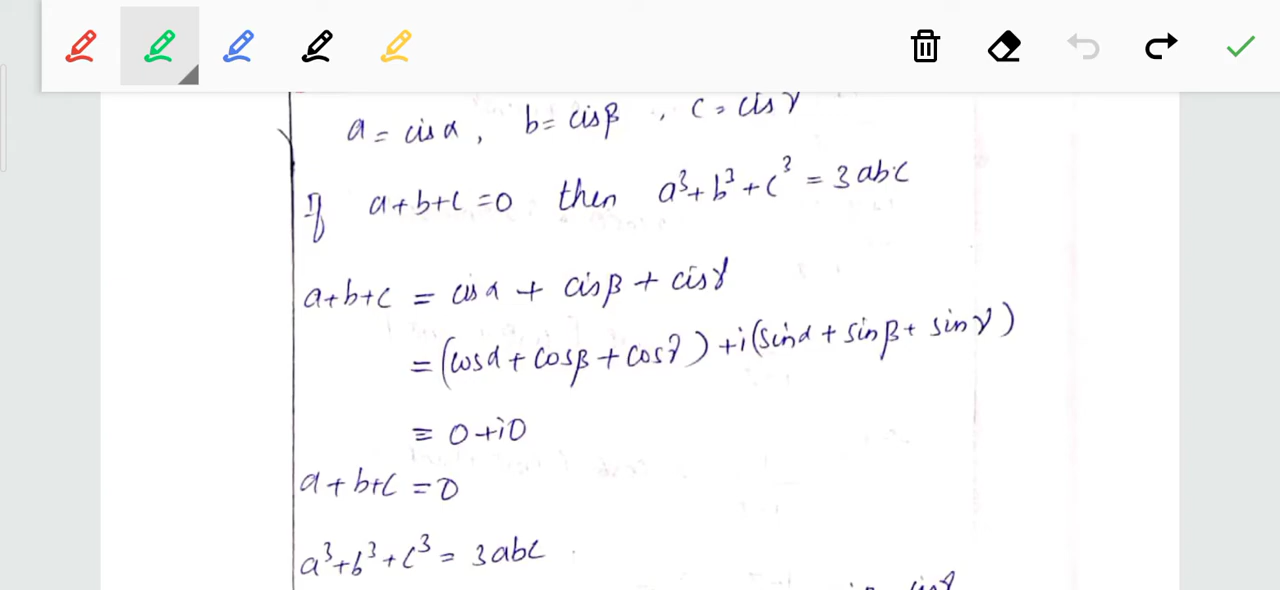 a = cis α, b = cis β, c = cis γ
If a+b+c = 0 then a³+b³+c³ = 3abc
a+b+c = cis α + cis β + cis γ
= (cos α + cos β + cos γ) + i(sin α + sin β + sin γ)
= 0+i0
a+b+c = 0
a³+b³+c³ = 3abc